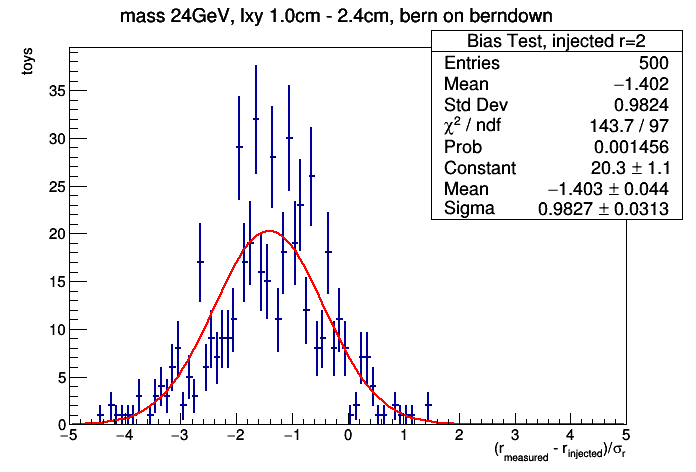 mass 24GeV, lxy 1.0cm - 2.4cm, bern on berndown
Bias Test, injected r=2
Entries 500
Mean −1.402
Std Dev 0.9824
χ² / ndf 143.7 / 97
Prob 0.001456
Constant 20.3 ± 1.1
Mean −1.403 ± 0.044
Sigma 0.9827 ± 0.0313
toys
35
30
25
20
15
10
5
0
−5 −4 −3 −2 −1 0 1 2 3 4 5
(r_measured - r_injected)/σ_r